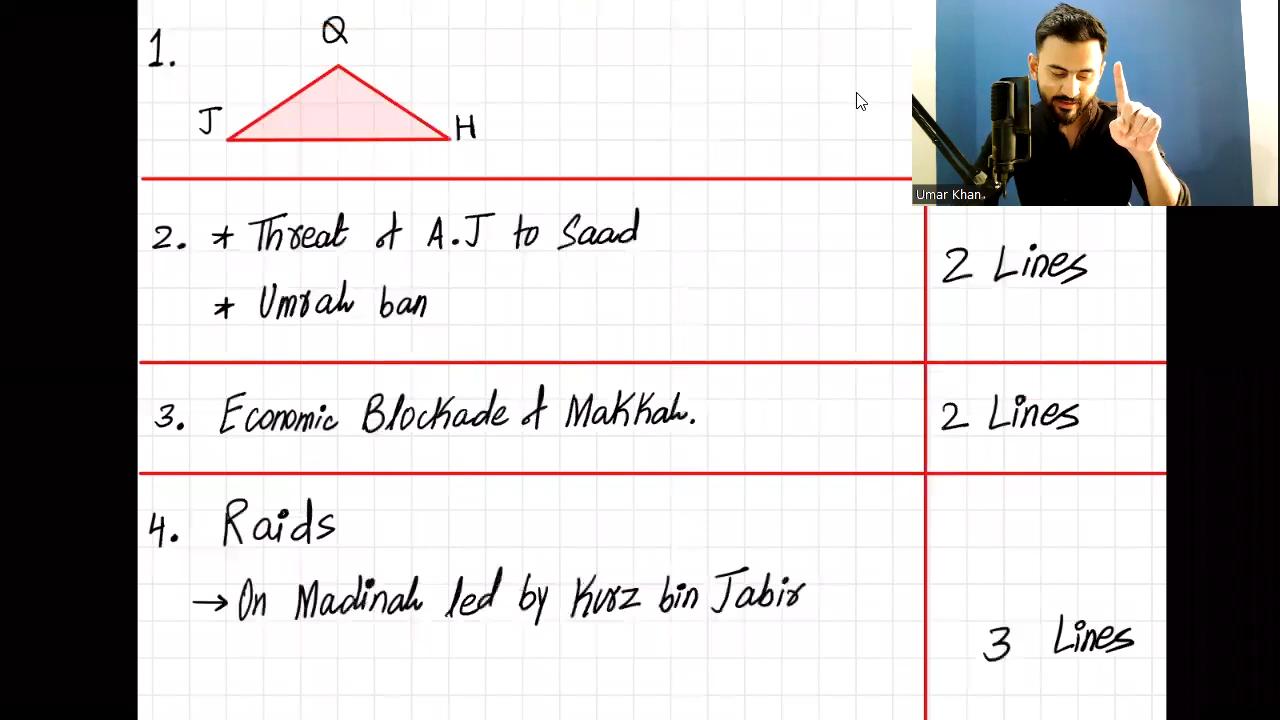 1.
Q
J
H
Umar Khan
2. * Threat of A.J to Saad
* Umrah ban
2 Lines
3. Economic Blockade of Makkah.
2 Lines
4. Raids
→ On Madinah led by Kurz bin Jabir
3 Lines